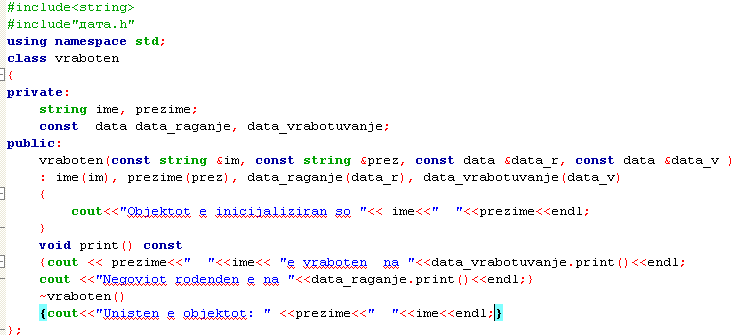 #include<string>
#include"дата.h"
using namespace std;
class vraboten
{
private:
    string ime, prezime;
    const  data data_raganje, data_vrabotuvanje;
public:
    vraboten(const string &im, const string &prez, const data &data_r, const data &data_v )
    : ime(im), prezime(prez), data_raganje(data_r), data_vrabotuvanje(data_v)
    {
        cout<<"Objektot e inicijaliziran so "<< ime<<"  "<<prezime<<endl;
    }
    void print() const
    {cout << prezime<<"  "<<ime<< "e vraboten  na "<<data_vrabotuvanje.print()<<endl;
    cout <<"Negoviot rodenden e na "<<data_raganje.print()<<endl;}
    ~vraboten()
    {cout<<"Unisten e objektot: " <<prezime<<"  "<<ime<<endl;}
};